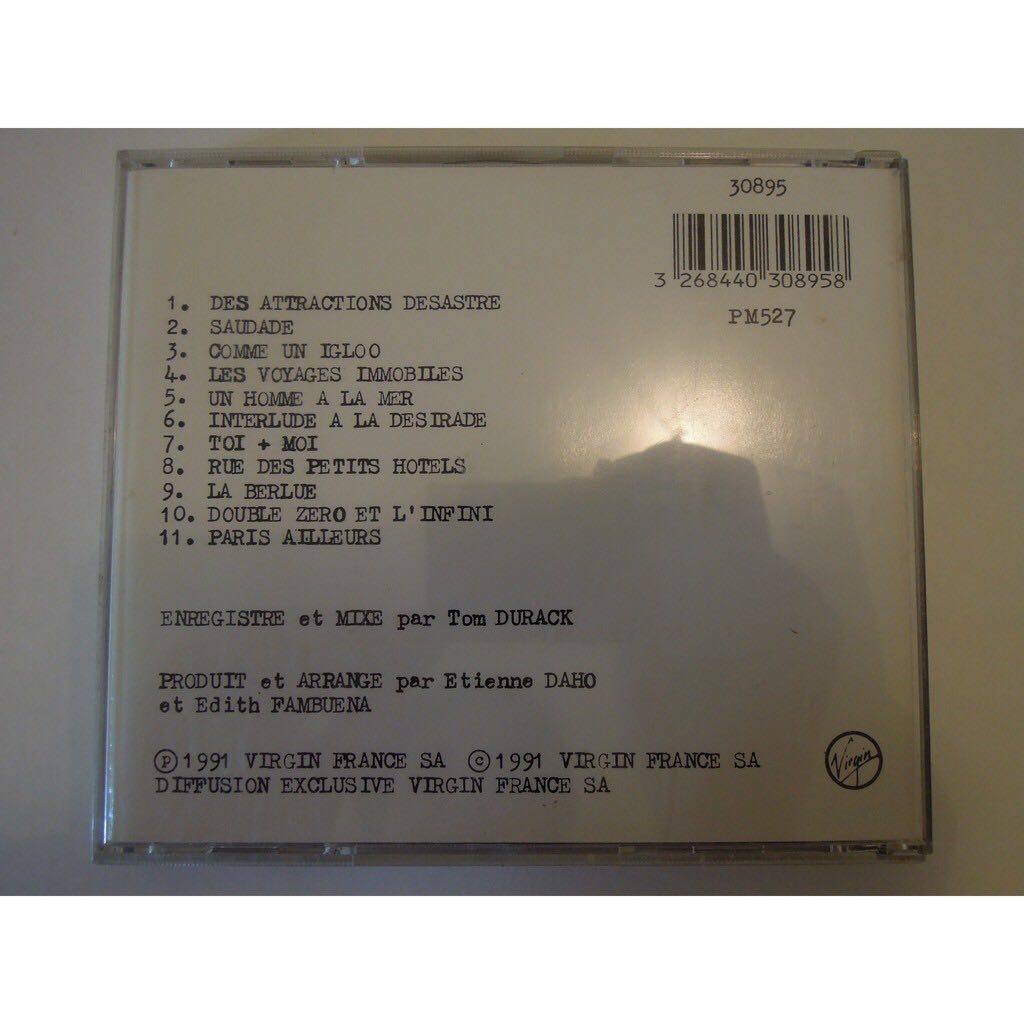 30895
3 268440 308958
PM527
1. DES ATTRACTIONS DESASTRE
2. SAUDADE
3. COMME UN IGLOO
4. LES VOYAGES IMMOBILES
5. UN HOMME A LA MER
6. INTERLUDE A LA DESIRADE
7. TOI + MOI
8. RUE DES PETITS HOTELS
9. LA BERLUE
10. DOUBLE ZERO ET L'INFINI
11. PARIS AILLEURS
ENREGISTRE et MIXE par Tom DURACK
PRODUIT et ARRANGE par Etienne DAHO
et Edith FAMBUENA
℗1991 VIRGIN FRANCE SA ©1991 VIRGIN FRANCE SA
DIFFUSION EXCLUSIVE VIRGIN FRANCE SA
Virgin